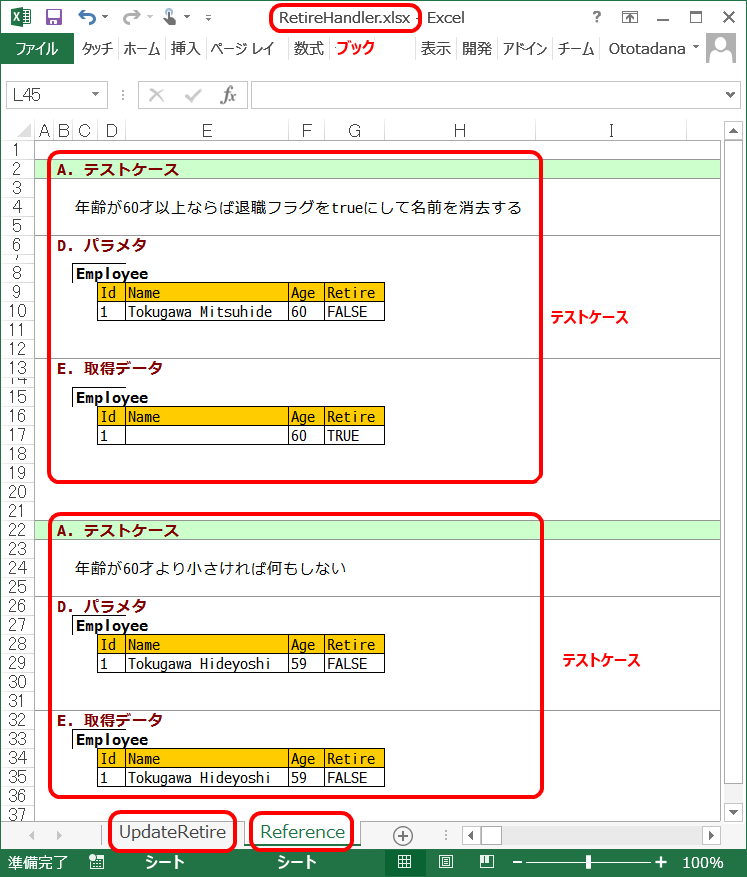 RetireHandler.xlsx - Excel
ファイル タッチ ホーム 挿入 ページ レイ 数式 ブック 表示 開発 アドイン チーム Ototadana
L45 fx
A B C D E F G H I
1
2 A. テストケース
3
4 年齢が60才以上ならば退職フラグをtrueにして名前を消去する
5
6 D. パラメタ
7
8 Employee
9 Id Name Age Retire
10 1 Tokugawa Mitsuhide 60 FALSE
テストケース
11
12
13 E. 取得データ
14
15 Employee
16 Id Name Age Retire
17 1 60 TRUE
18
19
20
21
22 A. テストケース
23
24 年齢が60才より小さければ何もしない
25
26 D. パラメタ
27 Employee
28 Id Name Age Retire
29 1 Tokugawa Hideyoshi 59 FALSE
テストケース
30
31
32 E. 取得データ
33 Employee
34 Id Name Age Retire
35 1 Tokugawa Hideyoshi 59 FALSE
36
37
UpdateRetire Reference
準備完了 シート シート 100%